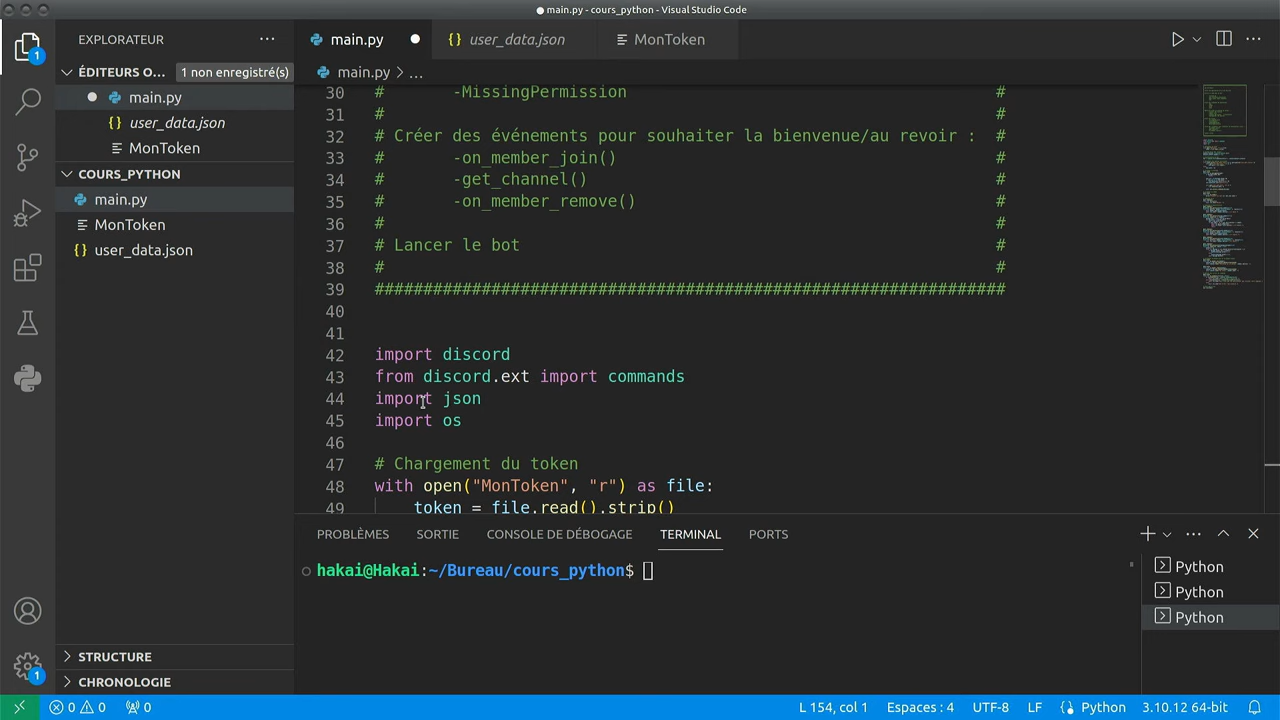 main.py - cours_python - Visual Studio Code
EXPLORATEUR
main.py
user_data.json
MonToken
ÉDITEURS O...
1 non enregistré(s)
main.py > ...
main.py
user_data.json
MonToken
COURS_PYTHON
main.py
MonToken
user_data.json
30 # -MissingPermission #
31 # #
32 # Créer des événements pour souhaiter la bienvenue/au revoir : #
33 # -on_member_join() #
34 # -get_channel() #
35 # -on_member_remove() #
36 # #
37 # Lancer le bot #
38 # #
39 #################################################################
40
41
42 import discord
43 from discord.ext import commands
44 import json
45 import os
46
47 # Chargement du token
48 with open("MonToken", "r") as file:
49 token = file.read().strip()
PROBLÈMES
SORTIE
CONSOLE DE DÉBOGAGE
TERMINAL
PORTS
hakai@Hakai:~/Bureau/cours_python$
Python
Python
Python
STRUCTURE
CHRONOLOGIE
1
1
0
0
0
L 154, col 1
Espaces : 4
UTF-8
LF
Python
3.10.12 64-bit